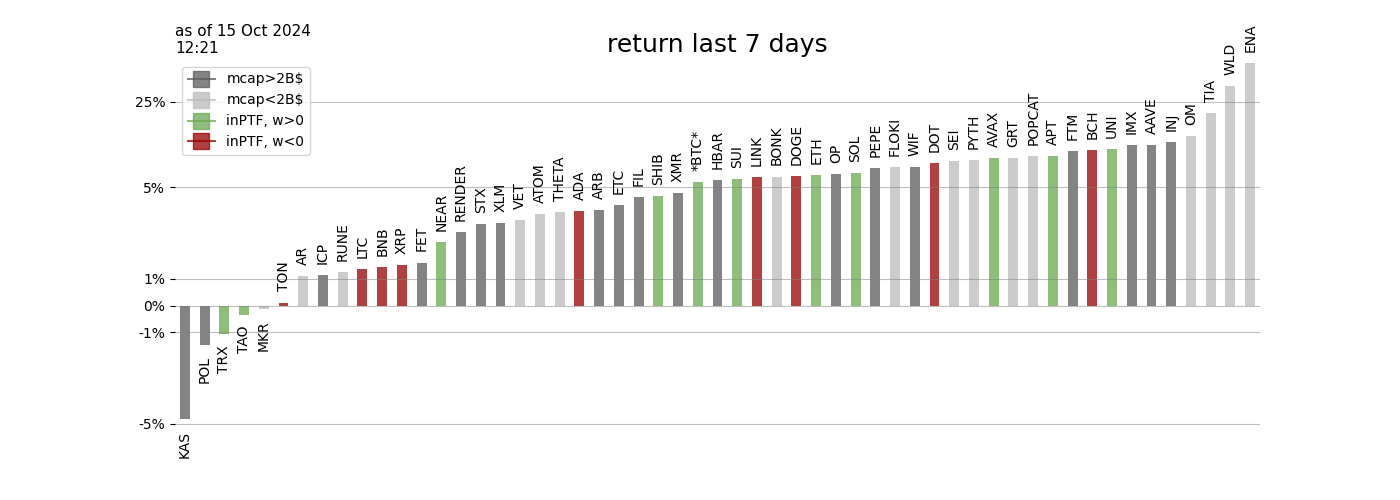 as of 15 Oct 2024
12:21
return last 7 days
mcap>2B$
mcap<2B$
inPTF, w>0
inPTF, w<0
25%
5%
1%
0%
-1%
-5%
KAS
POL
TRX
TAO
MKR
TON
AR
ICP
RUNE
LTC
BNB
XRP
FET
NEAR
RENDER
STX
XLM
VET
ATOM
THETA
ADA
ARB
ETC
FIL
SHIB
XMR
*BTC*
HBAR
SUI
LINK
BONK
DOGE
ETH
OP
SOL
PEPE
FLOKI
WIF
DOT
SEI
PYTH
AVAX
GRT
POPCAT
APT
FTM
BCH
UNI
IMX
AAVE
INJ
OM
TIA
WLD
ENA